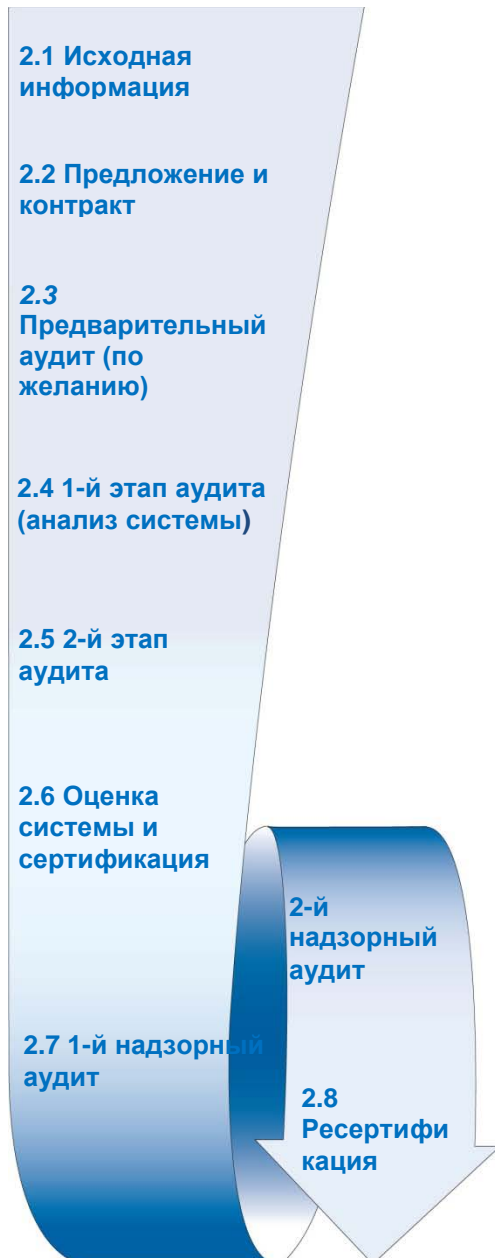 2.1 Исходная
информация
2.2 Предложение и
контракт
2.3
Предварительный
аудит (по
желанию)
2.4 1-й этап аудита
(анализ системы)
2.5 2-й этап
аудита
2.6 Оценка
системы и
сертификация
2.7 1-й надзорный
аудит
2-й
надзорный
аудит
2.8
Ресертифи
кация